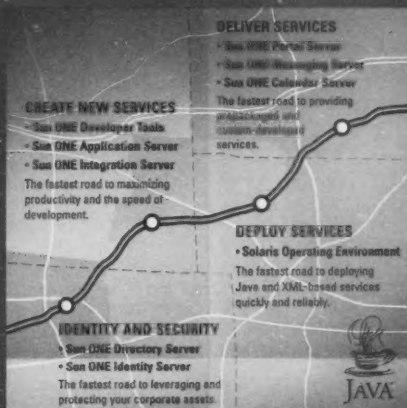 DELIVER SERVICES
• Sun ONE Portal Server
• Sun ONE Messaging Server
• Sun ONE Calendar Server
The fastest road to providing
prepackaged and
custom-developed
services.
CREATE NEW SERVICES
• Sun ONE Developer Tools
• Sun ONE Application Server
• Sun ONE Integration Server
The fastest road to maximizing
productivity and the speed of
development.
DEPLOY SERVICES
• Solaris Operating Environment
The fastest road to deploying
Java and XML-based services
quickly and reliably.
IDENTITY AND SECURITY
• Sun ONE Directory Server
• Sun ONE Identity Server
The fastest road to leveraging and
protecting your corporate assets.
JAVA